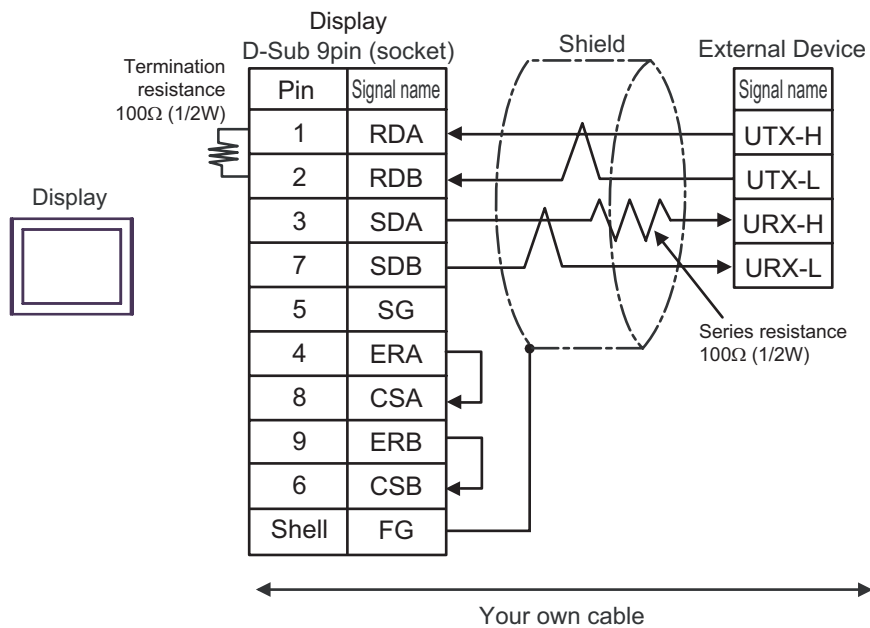 Display
D-Sub 9pin (socket)
Shield
External Device
Termination
resistance
100Ω (1/2W)
Pin Signal name
Signal name
1 RDA
UTX-H
2 RDB
UTX-L
Display
3 SDA
URX-H
7 SDB
URX-L
5 SG
Series resistance
100Ω (1/2W)
4 ERA
8 CSA
9 ERB
6 CSB
Shell FG
Your own cable